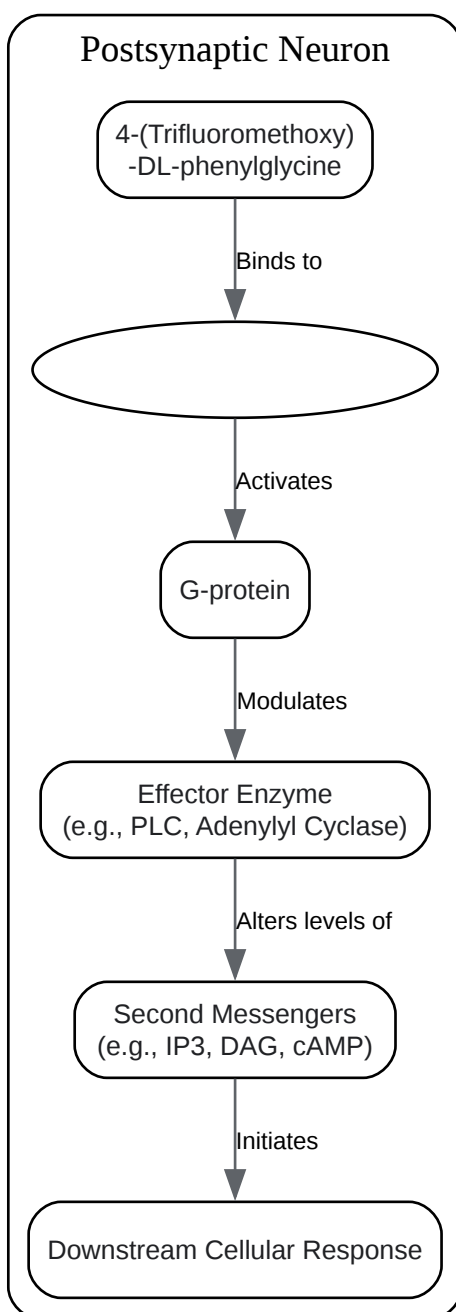 Postsynaptic Neuron
4-(Trifluoromethoxy)
-DL-phenylglycine
Binds to
Activates
G-protein
Modulates
Effector Enzyme
(e.g., PLC, Adenylyl Cyclase)
Alters levels of
Second Messengers
(e.g., IP3, DAG, cAMP)
Initiates
Downstream Cellular Response